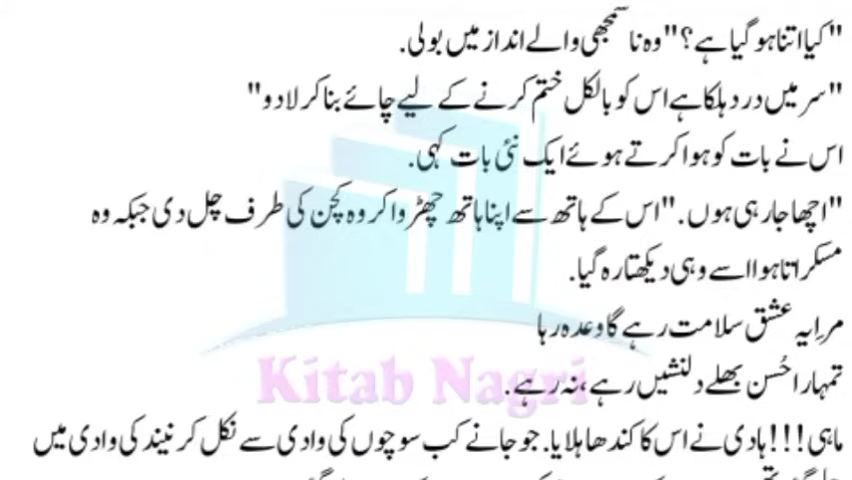 "کیا اتنا ہو گیا ہے؟" وہ نا سمجھی والے انداز میں بولی.
"سر میں درد ہلکا ہے اس کو بالکل ختم کرنے کے لیے چائے بنا کر لا دو"
اس نے بات کو ہوا کرتے ہوئے ایک نئی بات کہی.
"اچھا جا رہی ہوں." اس کے ہاتھ سے اپنا ہاتھ چھڑوا کر وہ کچن کی طرف چل دی جبکہ وہ
مسکراتا ہوا اسے وہی دیکھتا رہ گیا.
مرا یہ عشق سلامت رہے گا وعدہ رہا
تمہارا حُسن بھلے دلنشیں رہے، نہ رہے.
Kitab Nagri
ماہی!!! ہادی نے اس کا کندھا ہلایا. جو جانے کب سوچوں کی وادی سے نکل کر نیند کی وادی میں